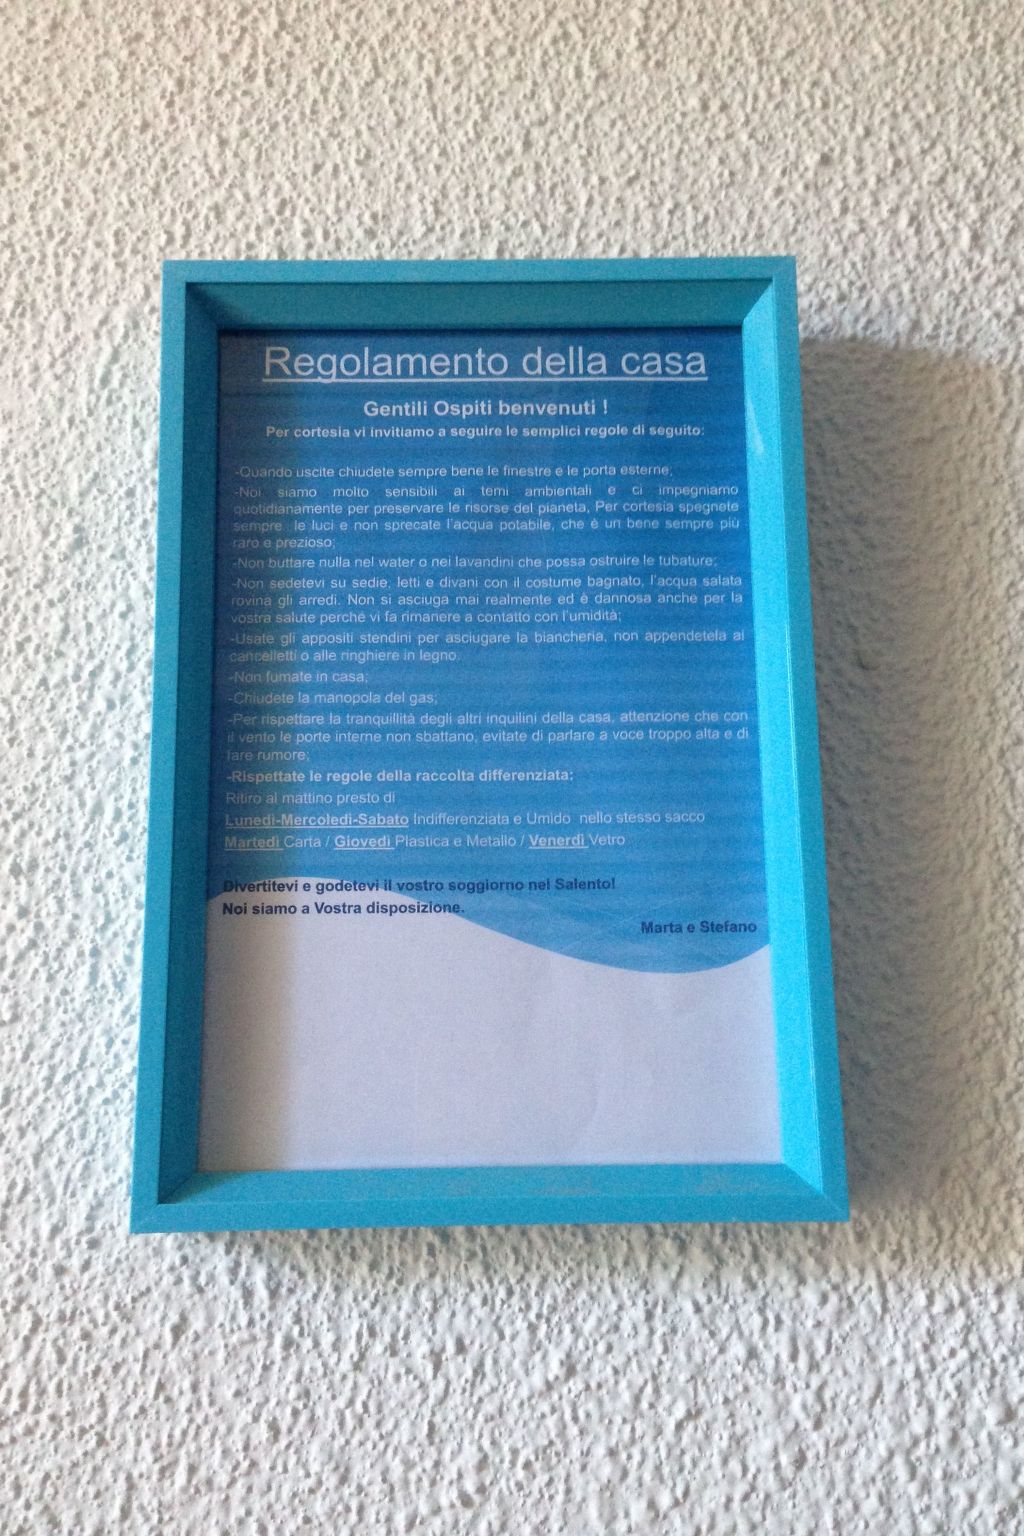 Regolamento della casa
Gentili Ospiti benvenuti !
Per cortesia vi invitiamo a seguire le semplici regole di seguito:
-Quando uscite chiudete sempre bene le finestre e le porta esterne;
-Noi siamo molto sensibili ai temi ambientali e ci impegniamo
quotidianamente per preservare le risorse del pianeta, Per cortesia spegnete
sempre le luci e non sprecate l'acqua potabile, che è un bene sempre più
raro e prezioso;
-Non buttare nulla nel water o nei lavandini che possa ostruire le tubature;
-Non sedetevi su sedie, letti e divani con il costume bagnato, l'acqua salata
rovina gli arredi. Non si asciuga mai realmente ed è dannosa anche per la
vostra salute perché vi fa rimanere a contatto con l'umidità;
-Usate gli appositi stendini per asciugare la biancheria, non appendetela ai
cancelletti o alle ringhiere in legno.
-Non fumate in casa;
-Chiudete la manopola del gas;
-Per rispettare la tranquillità degli altri inquilini della casa, attenzione che con
il vento le porte interne non sbattano, evitate di parlare a voce troppo alta e di
fare rumore;
-Rispettate le regole della raccolta differenziata:
Ritiro al mattino presto di
Lunedì-Mercoledì-Sabato Indifferenziata e Umido nello stesso sacco
Martedì Carta / Giovedì Plastica e Metallo / Venerdì Vetro
Divertitevi e godetevi il vostro soggiorno nel Salento!
Noi siamo a Vostra disposizione.
Marta e Stefano